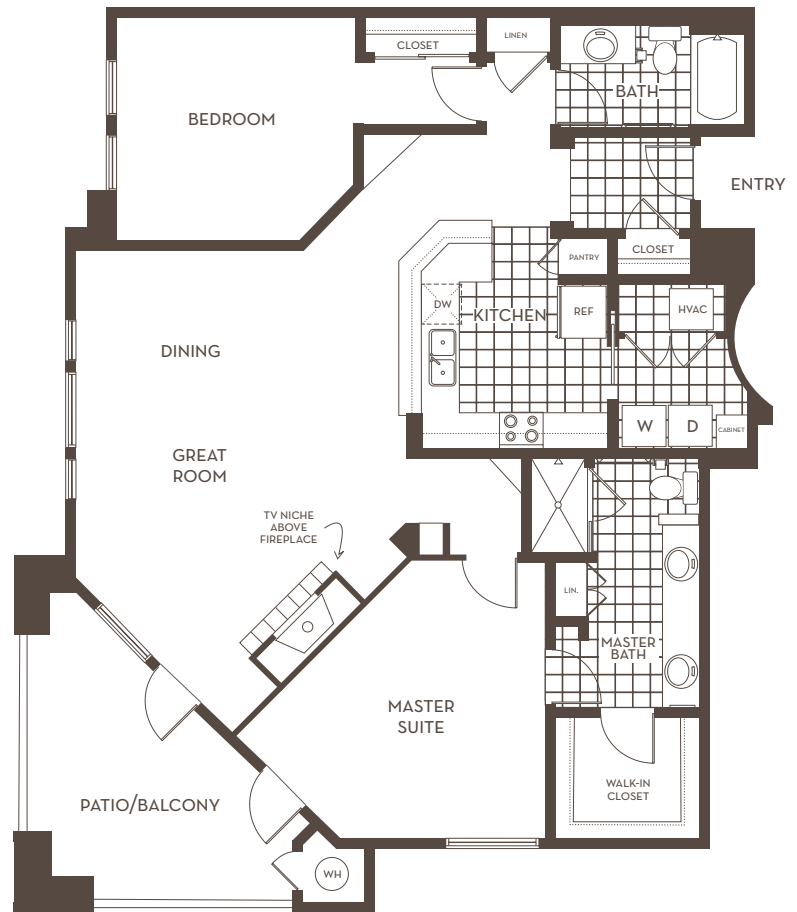 LINEN
CLOSET
BATH
BEDROOM
ENTRY
CLOSET
PANTRY
DW
KITCHEN
REF
HVAC
DINING
W
D
CABINET
GREAT
ROOM
TV NICHE
ABOVE
FIREPLACE
LIN.
MASTER
BATH
MASTER
SUITE
WALK-IN
CLOSET
PATIO/BALCONY
WH